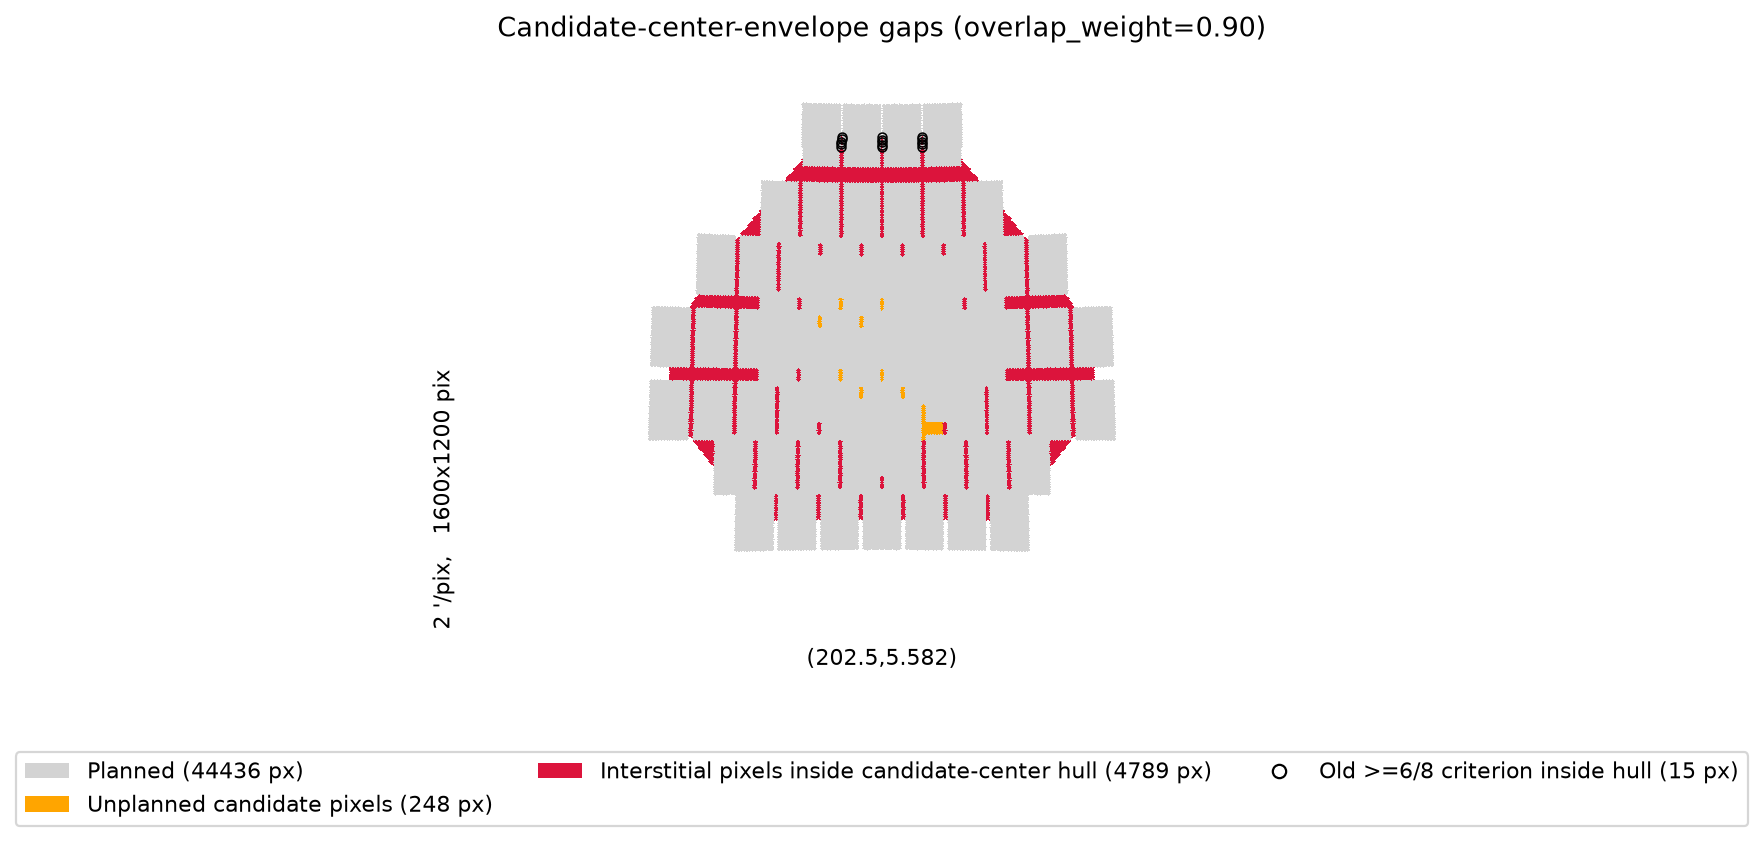 Candidate-center-envelope gaps (overlap_weight=0.90)
2 '/pix,   1600x1200 pix
(202.5,5.582)
Planned (44436 px)
Unplanned candidate pixels (248 px)
Interstitial pixels inside candidate-center hull (4789 px)
Old >=6/8 criterion inside hull (15 px)